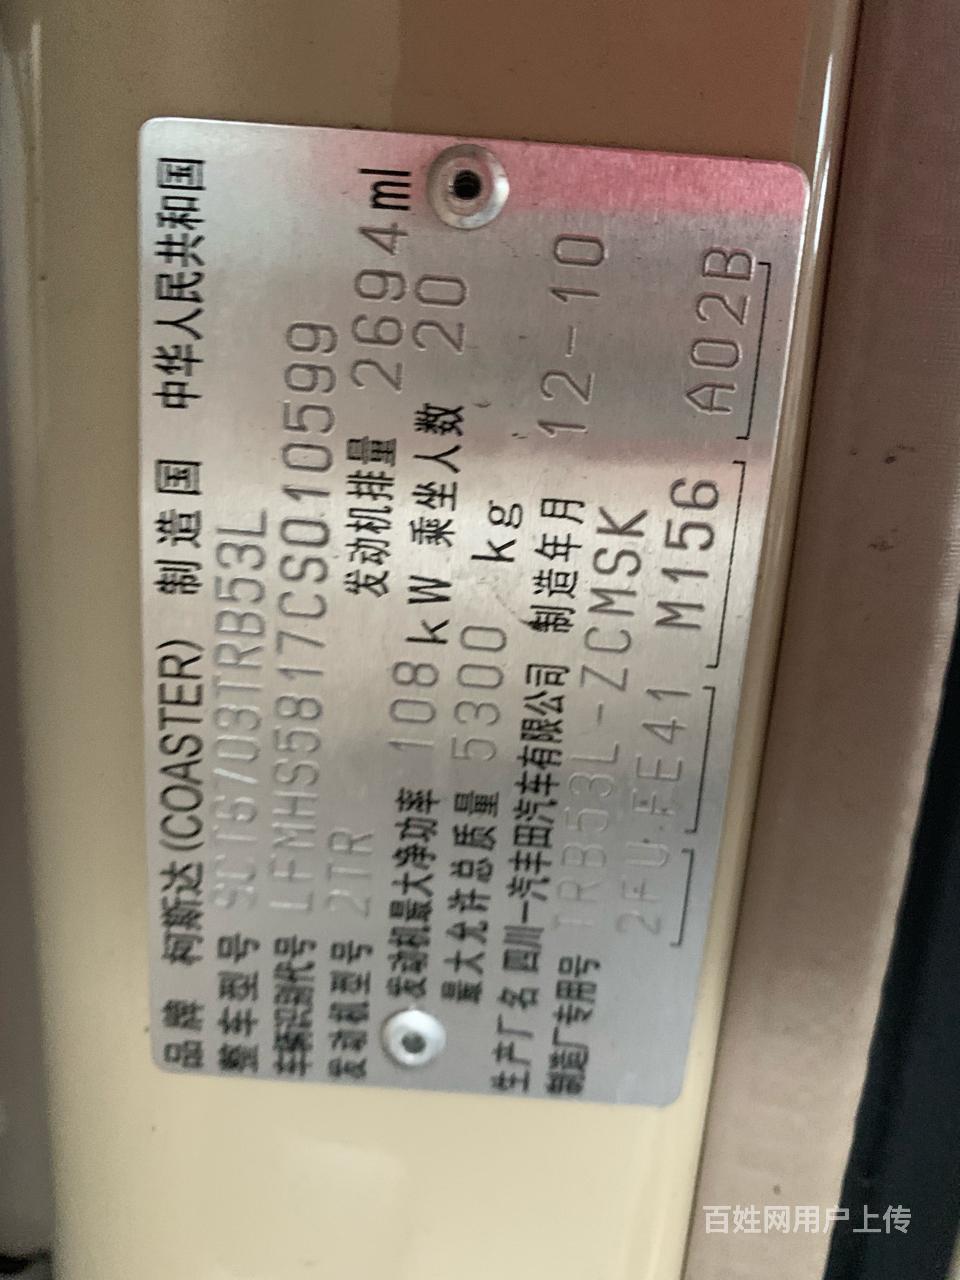 品牌 柯斯达(COASTER) 制造国 中华人民共和国
整车型号 SCT6703TRB53L
车辆识别代号 LFMHS5817CS010599
发动机型号 2TR 发动机排量 2694 ml
发动机最大净功率 108 kW 乘坐人数 20
最大允许总质量 5300 kg
生产厂名 四川一汽丰田汽车有限公司 制造年月 12-10
制造厂专用号 TRB53L-ZCMSK
2FU EE41 M156 A02B
百姓网用户上传